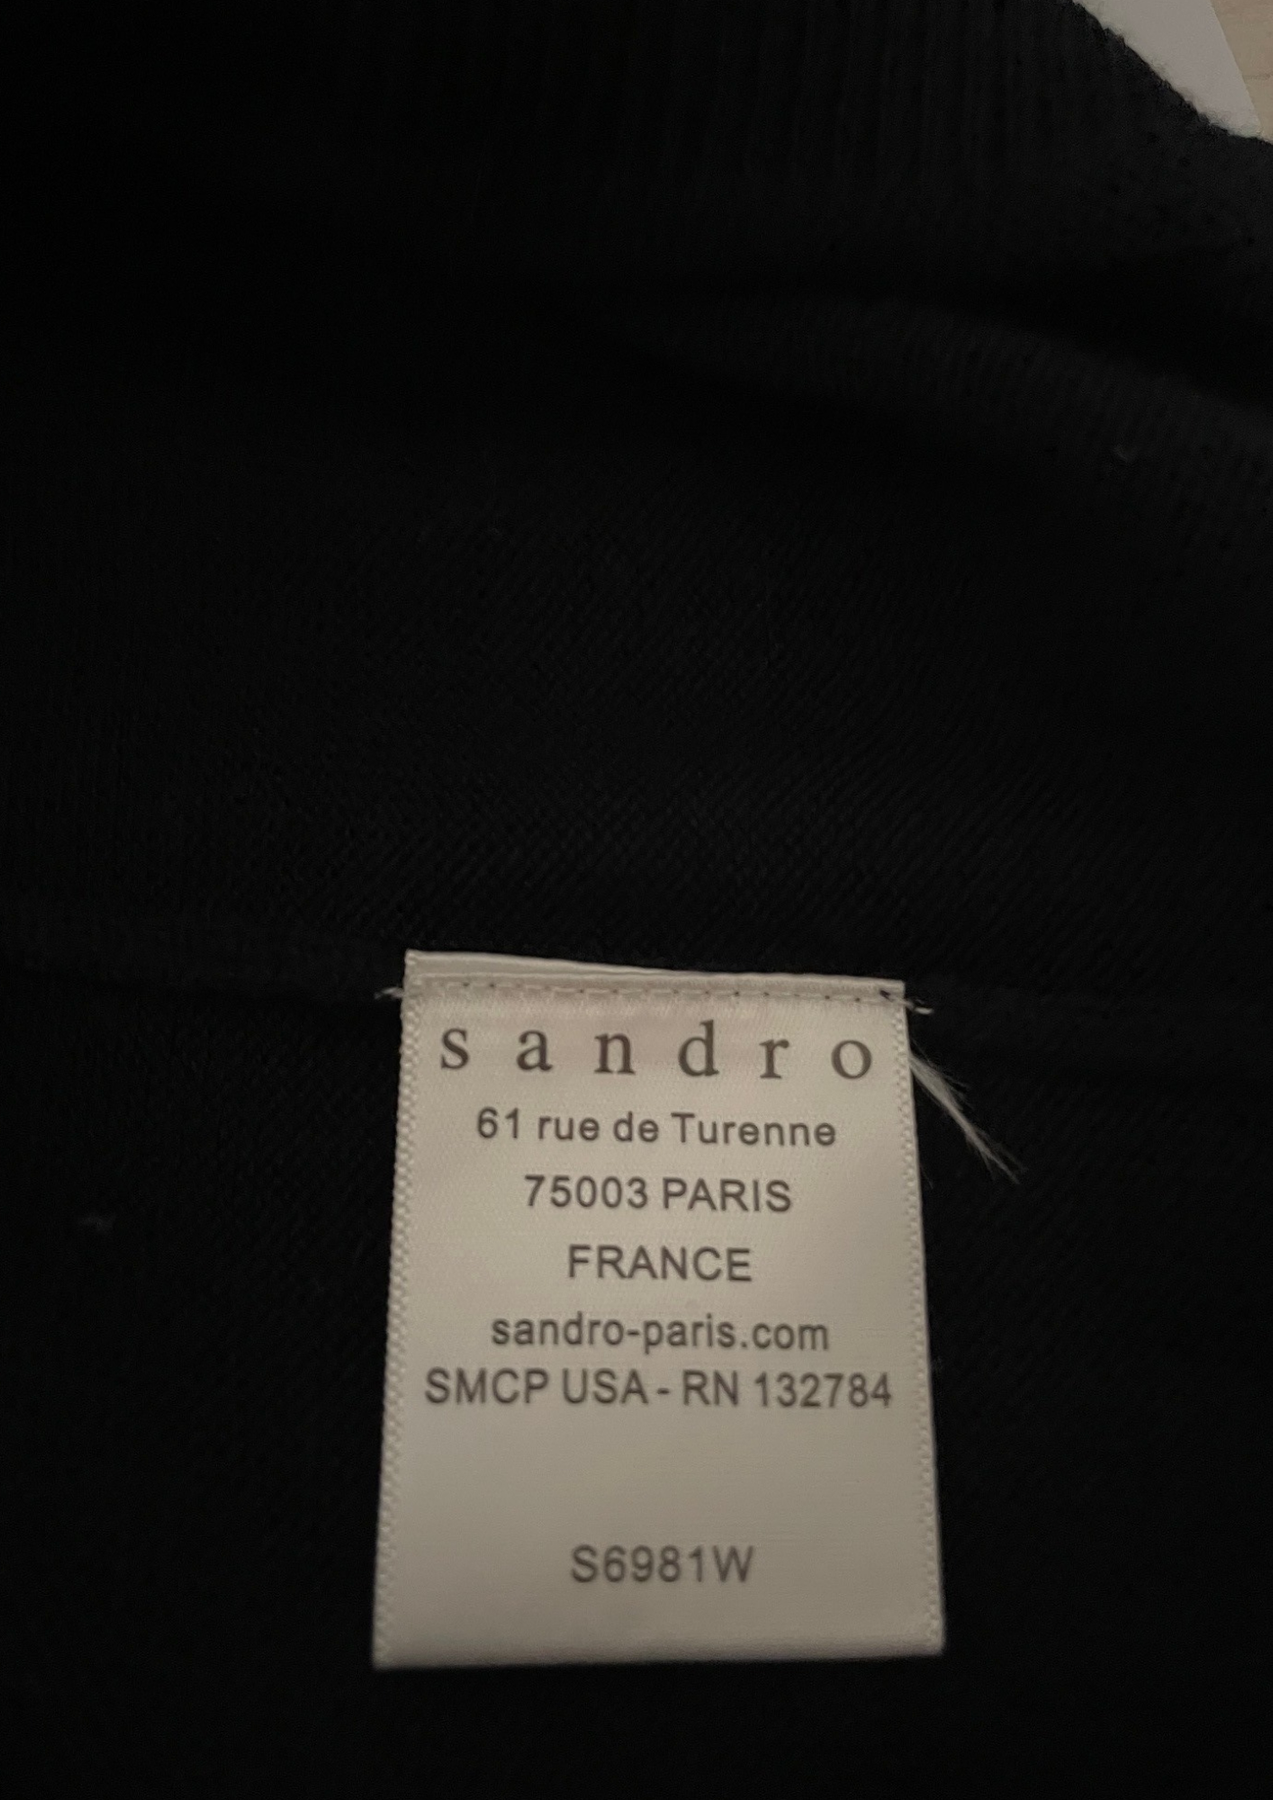 sandro
61 rue de Turenne
75003 PARIS
FRANCE
sandro-paris.com
SMCP USA - RN 132784
S6981W